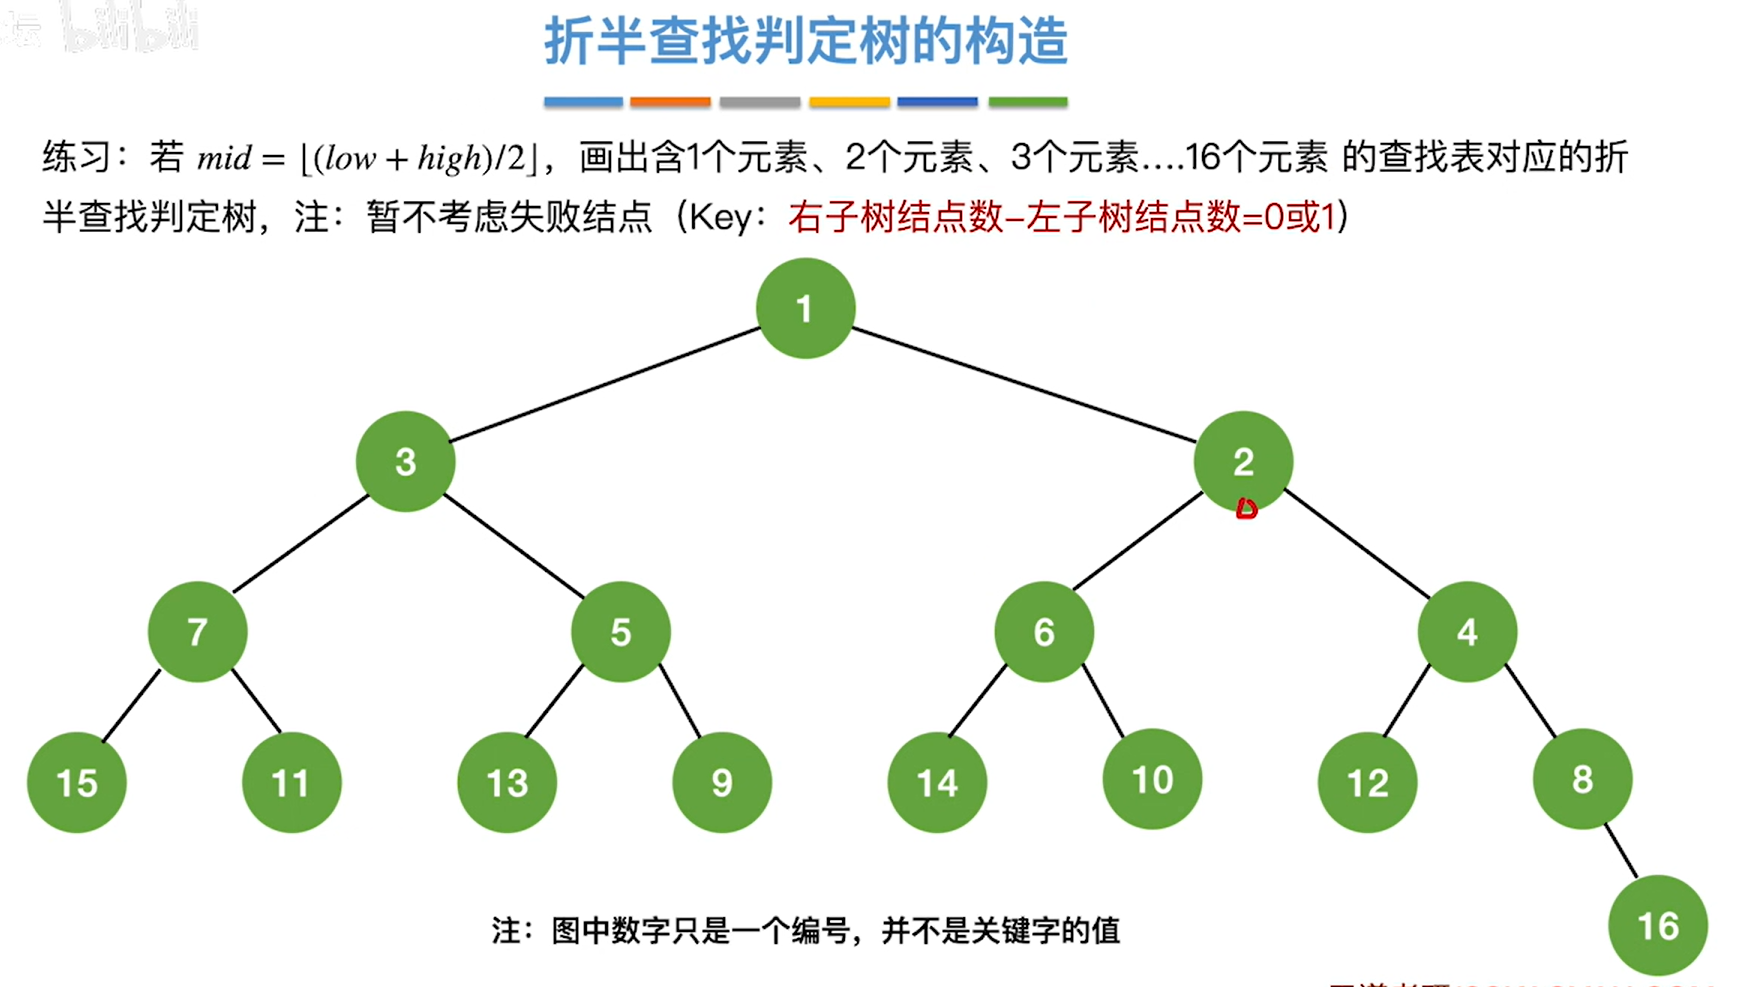 坛 bilibili
折半查找判定树的构造
练习：若 mid = ⌊(low + high)/2⌋，画出含1个元素、2个元素、3个元素....16个元素 的查找表对应的折
半查找判定树，注：暂不考虑失败结点（Key：右子树结点数–左子树结点数=0或1）
1
3 2
7 5 6 4
15 11 13 9 14 10 12 8
16
注：图中数字只是一个编号，并不是关键字的值